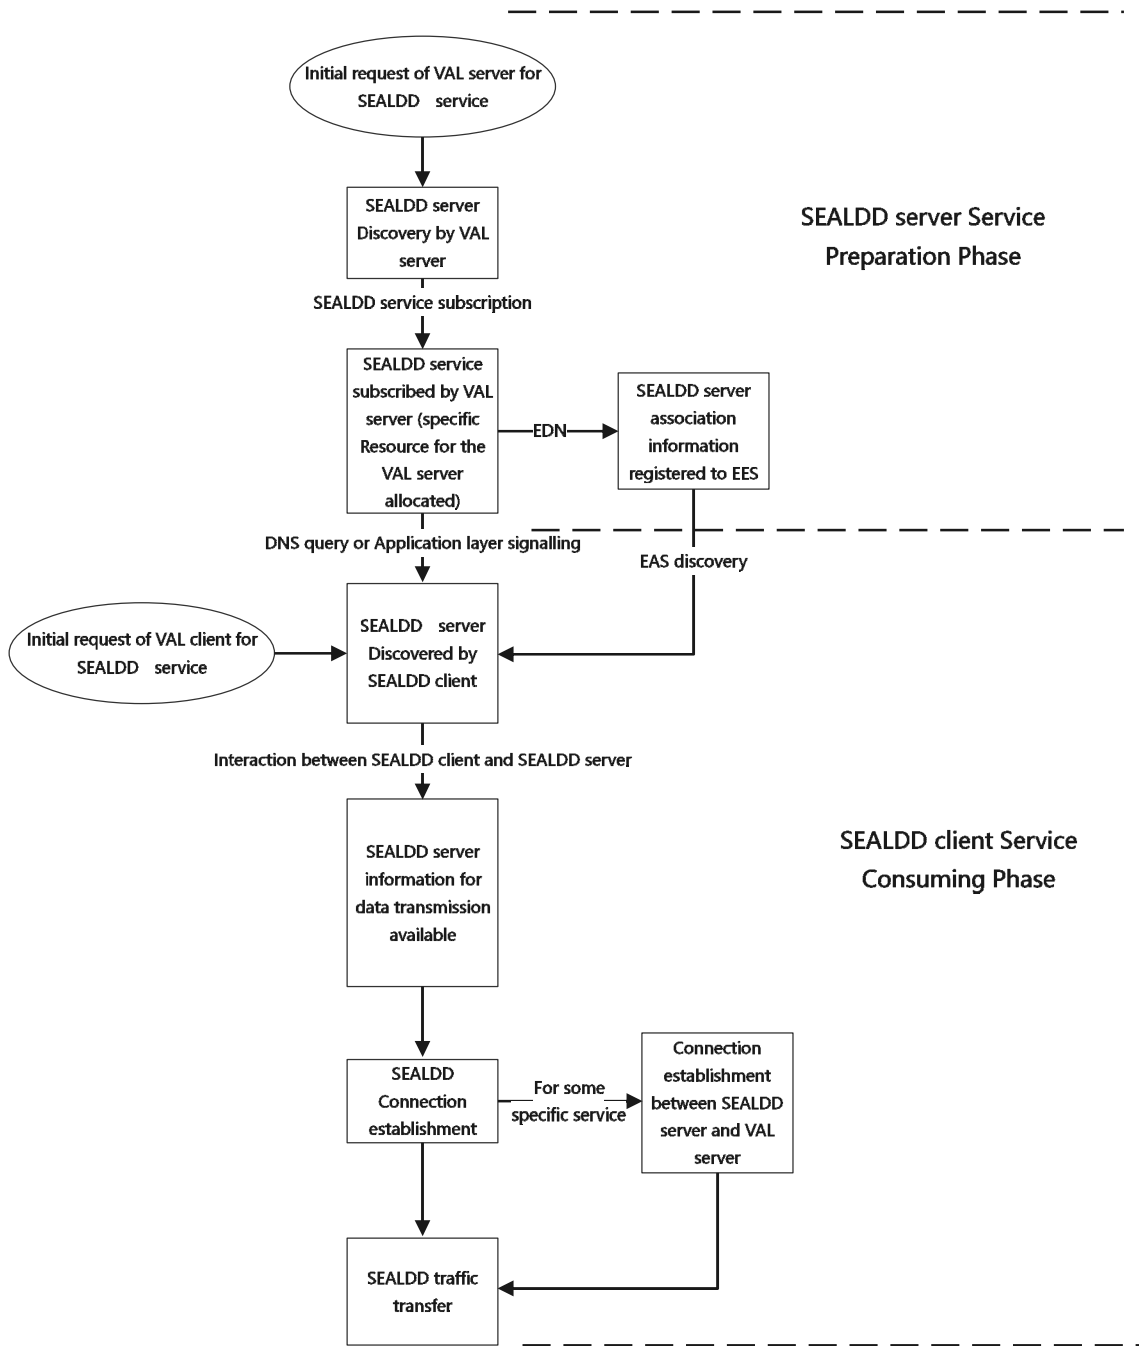 Initial request of VAL server for
SEALDD service
SEALDD server
Discovery by VAL
server
SEALDD server Service
Preparation Phase
SEALDD service subscription
SEALDD service
subscribed by VAL
server (specific
Resource for the
VAL server
allocated)
EDN
SEALDD server
association
information
registered to EES
DNS query or Application layer signalling
EAS discovery
Initial request of VAL client for
SEALDD service
SEALDD server
Discovered by
SEALDD client
Interaction between SEALDD client and SEALDD server
SEALDD server
information for
data transmission
available
SEALDD client Service
Consuming Phase
SEALDD
Connection
establishment
For some
specific service
Connection
establishment
between SEALDD
server and VAL
server
SEALDD traffic
transfer